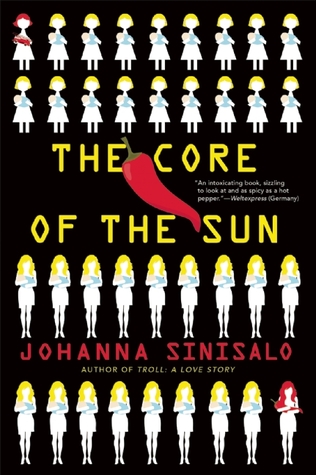 THE CORE
"An intoxicating book, sizzling
to look at and as spicy as a hot
pepper."—Weltexpress (Germany)
OF THE SUN
JOHANNA SINISALO
AUTHOR OF TROLL: A LOVE STORY